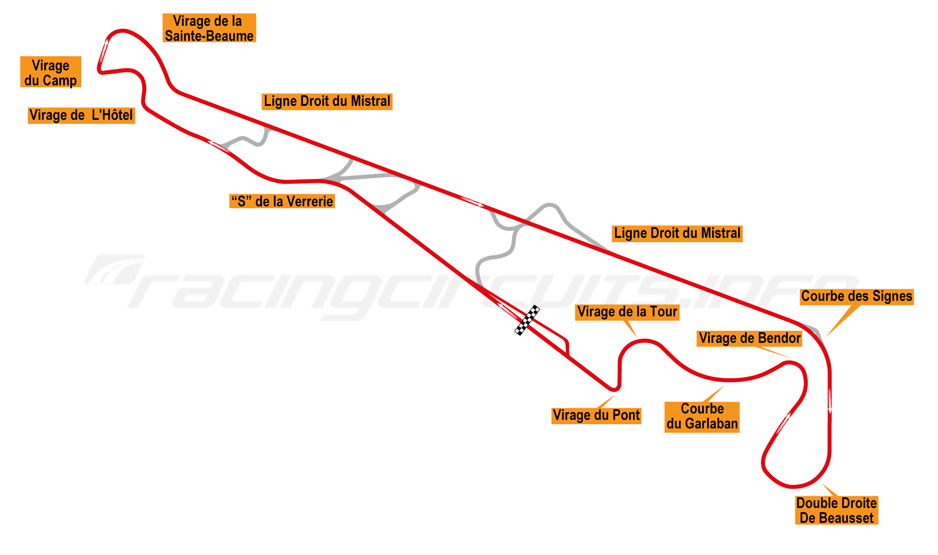 Virage de la
Sainte-Beaume
Virage
du Camp
Ligne Droit du Mistral
Virage de L'Hôtel
“S” de la Verrerie
Ligne Droit du Mistral
racingcircuits.info
Courbe des Signes
Virage de la Tour
Virage de Bendor
Virage du Pont
Courbe
du Garlaban
Double Droite
De Beausset